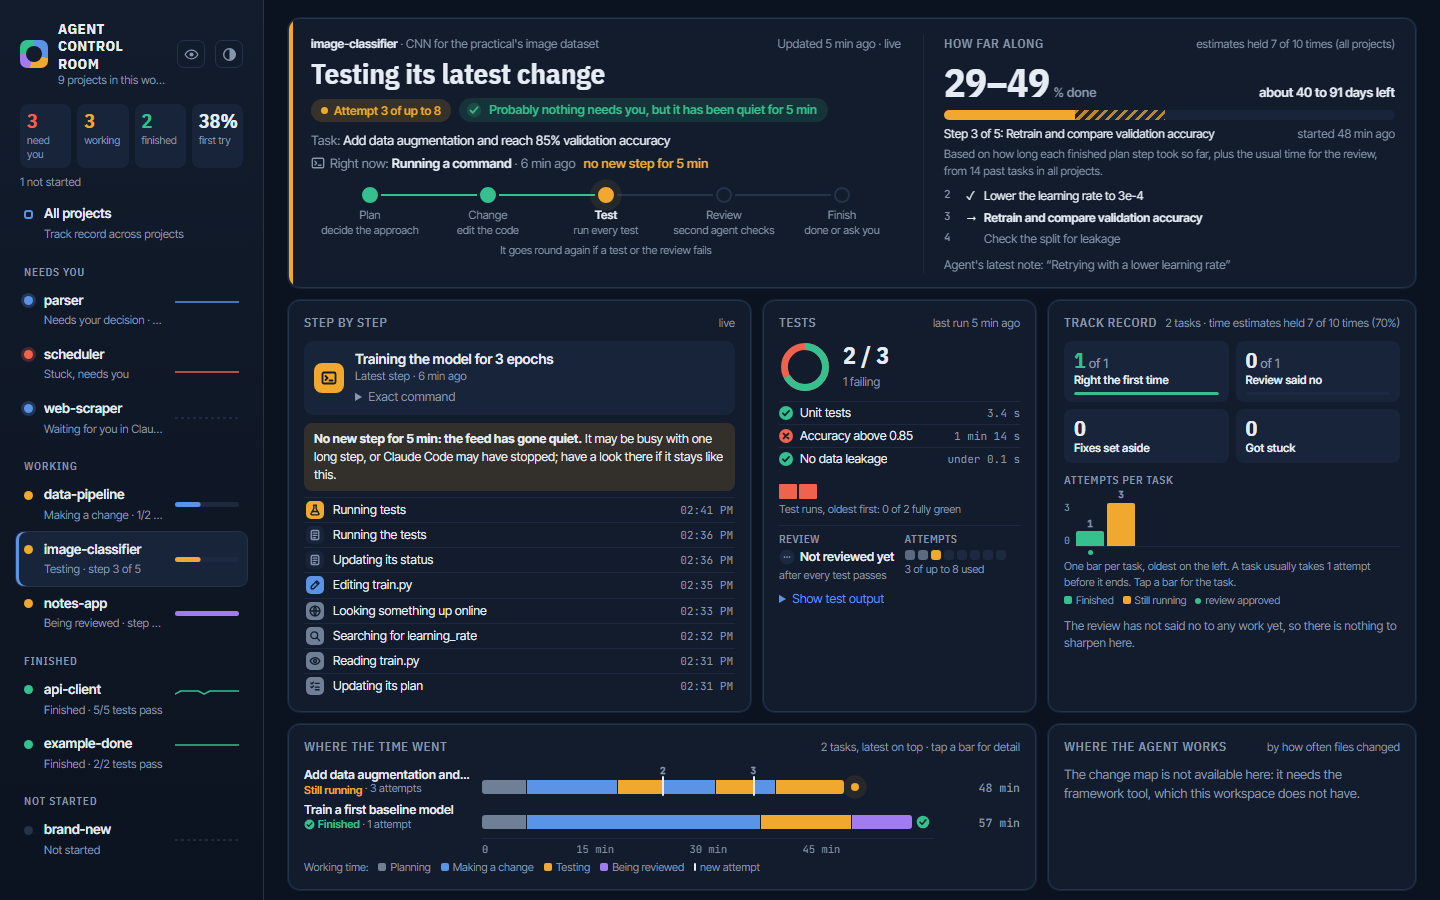 AGENT
CONTROL
ROOM
9 projects in this wo...
3
need
you
3
working
2
finished
38%
first try
1 not started
All projects
Track record across projects
NEEDS YOU
parser
Needs your decision · ...
scheduler
Stuck, needs you
web-scraper
Waiting for you in Clau...
WORKING
data-pipeline
Making a change · 1/2 ...
image-classifier
Testing · step 3 of 5
notes-app
Being reviewed · step ...
FINISHED
api-client
Finished · 5/5 tests pass
example-done
Finished · 2/2 tests pass
NOT STARTED
brand-new
Not started
image-classifier · CNN for the practical's image dataset
Updated 5 min ago · live
Testing its latest change
Attempt 3 of up to 8
Probably nothing needs you, but it has been quiet for 5 min
Task: Add data augmentation and reach 85% validation accuracy
Right now: Running a command · 6 min ago no new step for 5 min
Plan
decide the approach
Change
edit the code
Test
run every test
Review
second agent checks
Finish
done or ask you
It goes round again if a test or the review fails
HOW FAR ALONG
estimates held 7 of 10 times (all projects)
29–49 % done
about 40 to 91 days left
Step 3 of 5: Retrain and compare validation accuracy
started 48 min ago
Based on how long each finished plan step took so far, plus the usual time for the review,
from 14 past tasks in all projects.
2 ✓ Lower the learning rate to 3e-4
3 → Retrain and compare validation accuracy
4 Check the split for leakage
Agent's latest note: “Retrying with a lower learning rate”
STEP BY STEP
live
Training the model for 3 epochs
Latest step · 6 min ago
Exact command
No new step for 5 min: the feed has gone quiet. It may be busy with one
long step, or Claude Code may have stopped; have a look there if it stays like
this.
Running tests 02:41 PM
Running the tests 02:36 PM
Updating its status 02:36 PM
Editing train.py 02:35 PM
Looking something up online 02:33 PM
Searching for learning_rate 02:32 PM
Reading train.py 02:31 PM
Updating its plan 02:31 PM
TESTS
last run 5 min ago
2 / 3
1 failing
Unit tests 3.4 s
Accuracy above 0.85 1 min 14 s
No data leakage under 0.1 s
Test runs, oldest first: 0 of 2 fully green
REVIEW
Not reviewed yet
after every test passes
ATTEMPTS
3 of up to 8 used
Show test output
TRACK RECORD
2 tasks · time estimates held 7 of 10 times (70%)
1 of 1
Right the first time
0 of 1
Review said no
0
Fixes set aside
0
Got stuck
ATTEMPTS PER TASK
3
0
1
3
One bar per task, oldest on the left. A task usually takes 1 attempt
before it ends. Tap a bar for the task.
Finished Still running review approved
The review has not said no to any work yet, so there is nothing to
sharpen here.
WHERE THE TIME WENT
2 tasks, latest on top · tap a bar for detail
Add data augmentation and...
Still running · 3 attempts
2
3
48 min
Train a first baseline model
Finished · 1 attempt
57 min
0 15 min 30 min 45 min
Working time: Planning Making a change Testing Being reviewed new attempt
WHERE THE AGENT WORKS
by how often files changed
The change map is not available here: it needs the
framework tool, which this workspace does not have.